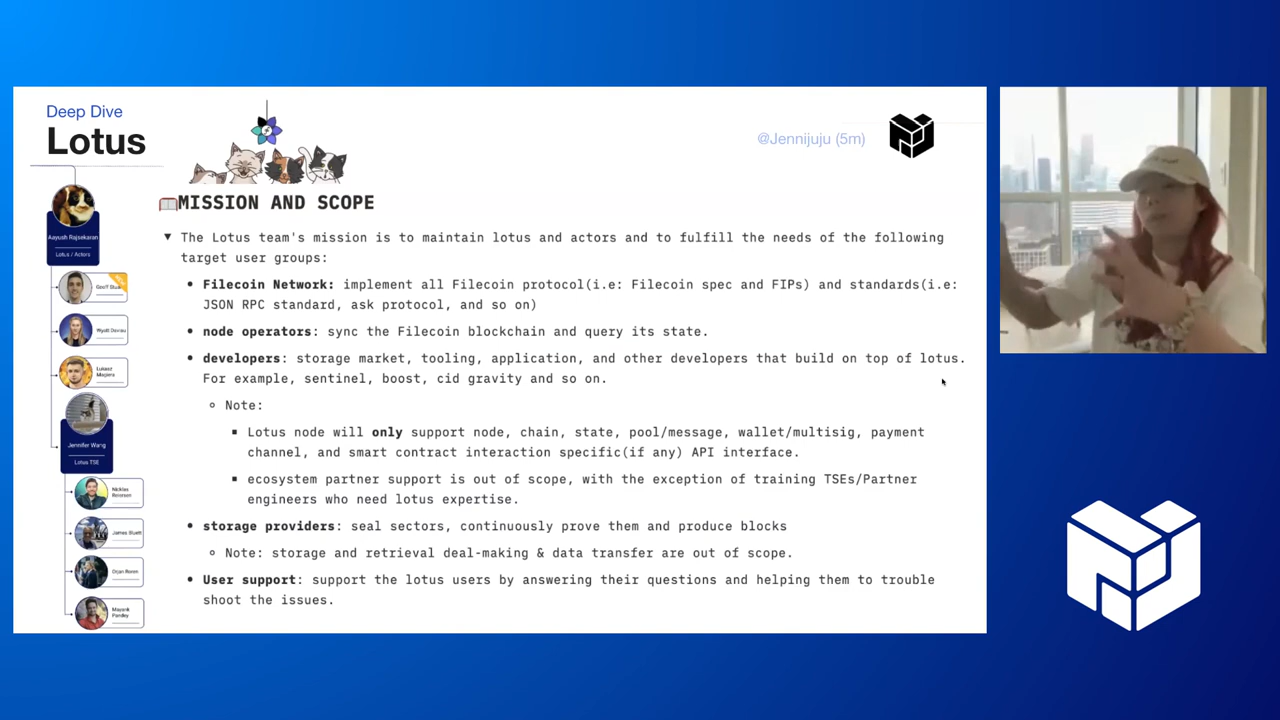 Deep Dive
Lotus
@Jennijuju (5m)
MISSION AND SCOPE
▼ The Lotus team's mission is to maintain lotus and actors and to fulfill the needs of the following
target user groups:
• Filecoin Network: implement all Filecoin protocol(i.e: Filecoin spec and FIPs) and standards(i.e:
JSON RPC standard, ask protocol, and so on)
• node operators: sync the Filecoin blockchain and query its state.
• developers: storage market, tooling, application, and other developers that build on top of lotus.
For example, sentinel, boost, cid gravity and so on.
◦ Note:
▪ Lotus node will only support node, chain, state, pool/message, wallet/multisig, payment
channel, and smart contract interaction specific(if any) API interface.
▪ ecosystem partner support is out of scope, with the exception of training TSEs/Partner
engineers who need lotus expertise.
• storage providers: seal sectors, continuously prove them and produce blocks
◦ Note: storage and retrieval deal-making & data transfer are out of scope.
• User support: support the lotus users by answering their questions and helping them to trouble
shoot the issues.
Aayush Rajsekaran
Lotus / Actors
Geoff
Wyatt
Lukasz
Jennifer Wang
Lotus TSE
Nicklas
James
Orjan
Mayank
Pandey